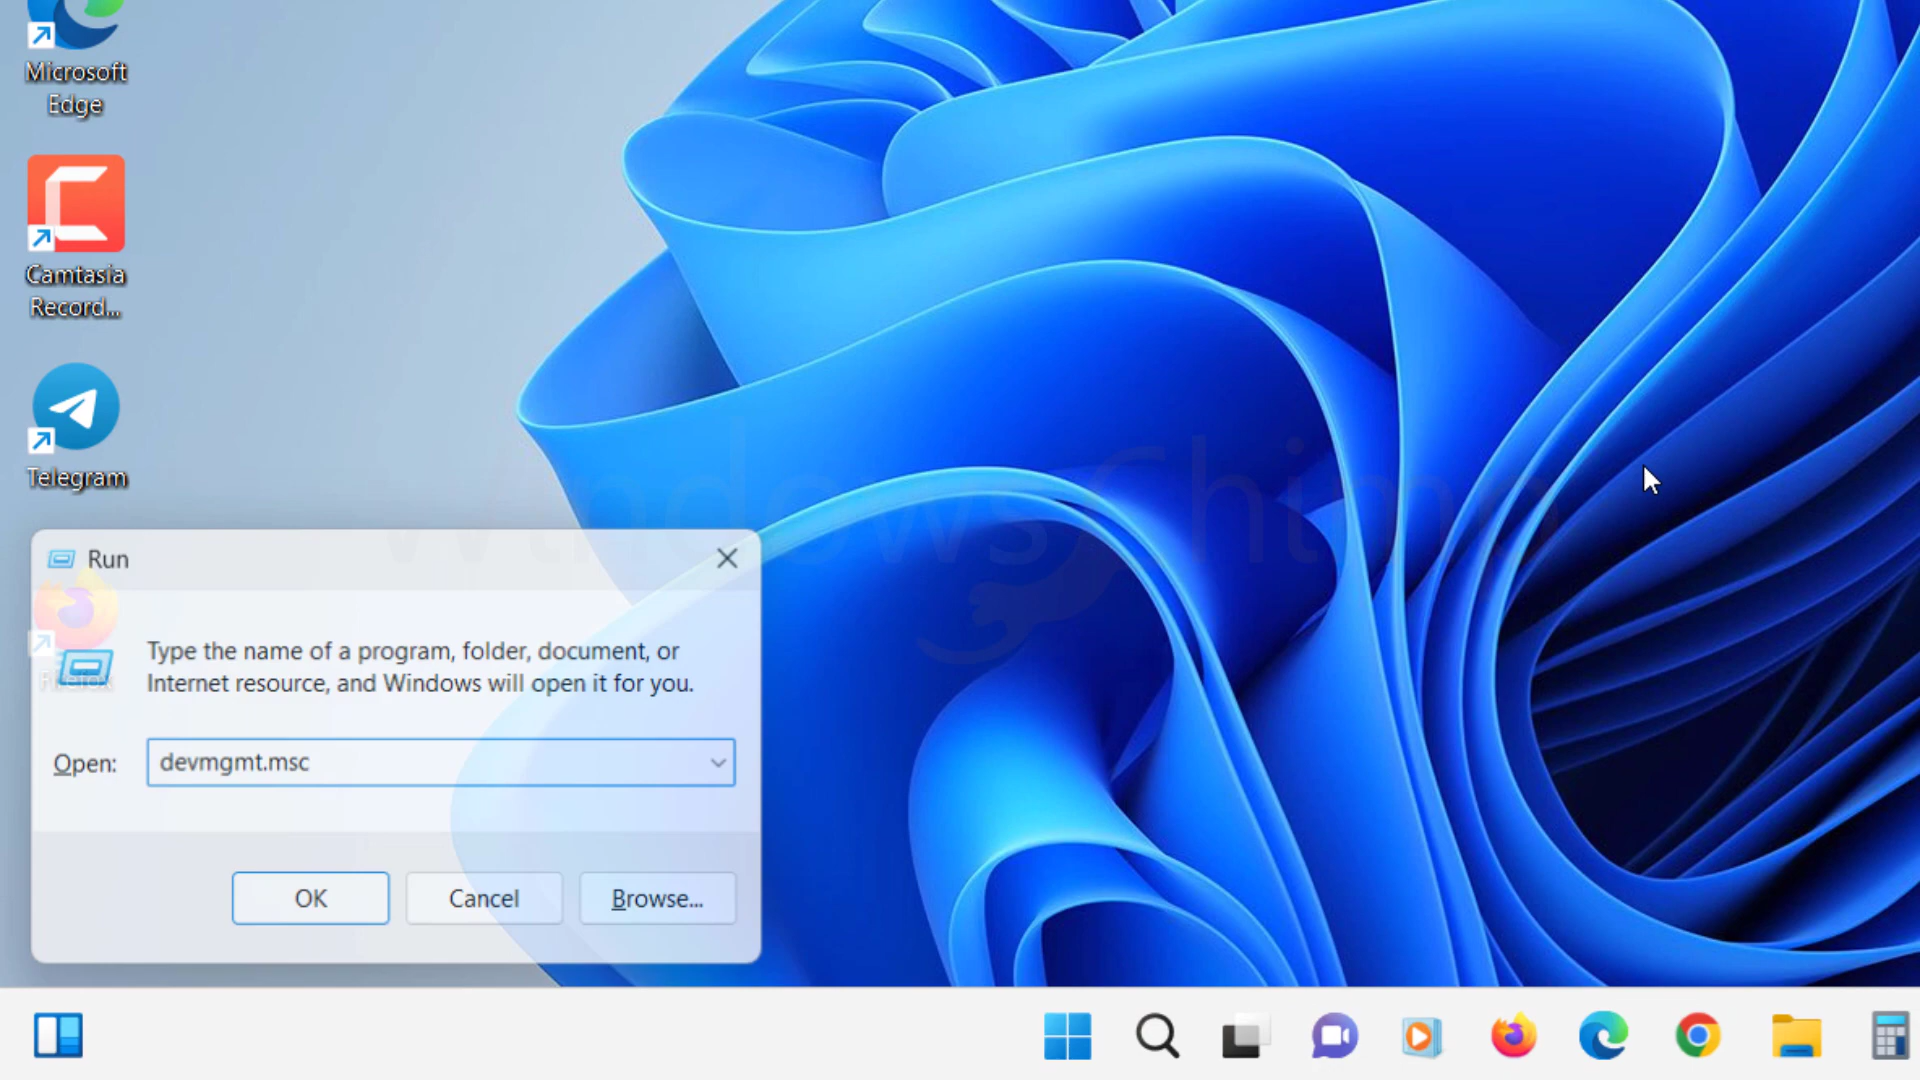 Microsoft
Edge
Camtasia
Record...
Telegram
Run
Firefox
Type the name of a program, folder, document, or
Internet resource, and Windows will open it for you.
Open:
devmgmt.msc
OK
Cancel
Browse...